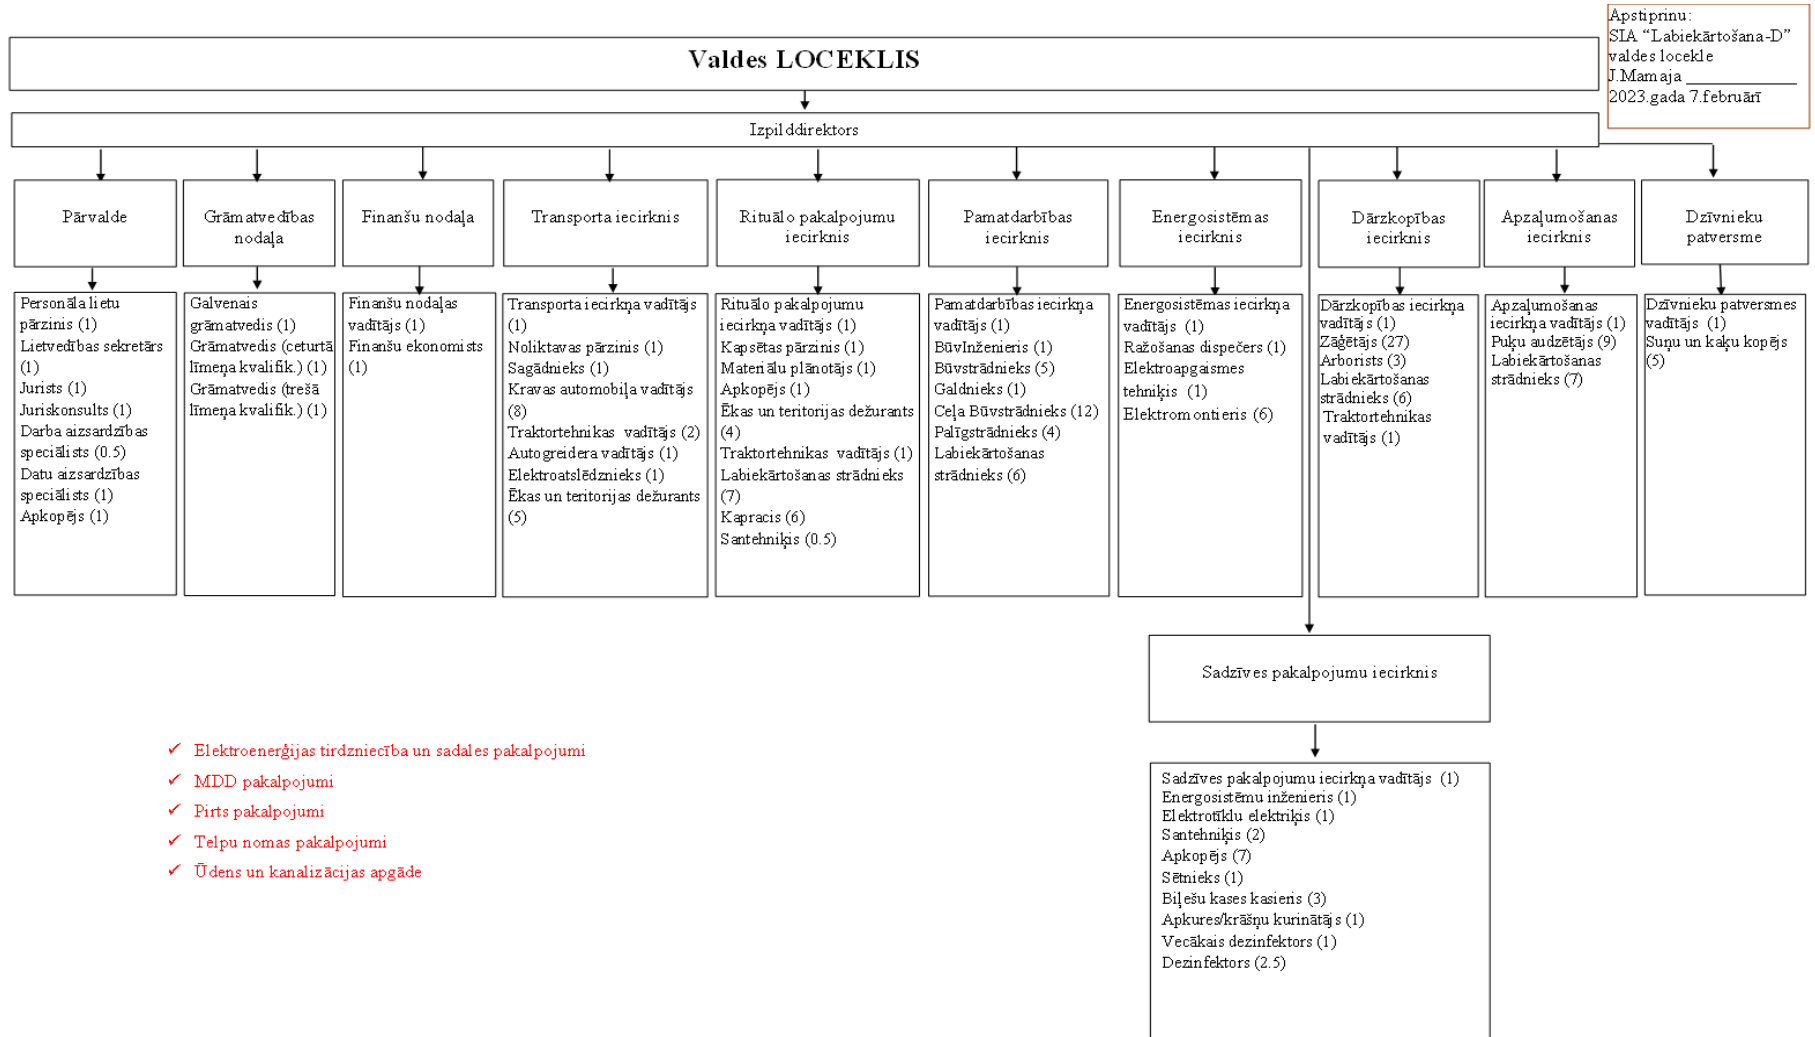 Apstiprinu:
SIA “Labiekārtošana-D”
valdes locekle
J.Mamaja ____________
2023.gada 7.februārī
Valdes LOCEKLIS
Izpilddirektors
Pārvalde
Grāmatvedības
nodaļa
Finanšu nodaļa
Transporta iecirknis
Rituālo pakalpojumu
iecirknis
Pamatdarbības
iecirknis
Energosistēmas
iecirknis
Dārzkopības
iecirknis
Apzaļumošanas
iecirknis
Dzīvnieku
patversme
Personāla lietu
pārzinis (1)
Lietvedības sekretārs
(1)
Jurists (1)
Juriskonsults (1)
Darba aizsardzības
speciālists (0.5)
Datu aizsardzības
speciālists (1)
Apkopējs (1)
Galvenais
grāmatvedis (1)
Grāmatvedis (ceturtā
līmeņa kvalifik.) (1)
Grāmatvedis (trešā
līmeņa kvalifik.) (1)
Finanšu nodaļas
vadītājs (1)
Finanšu ekonomists
(1)
Transporta iecirkņa vadītājs
(1)
Noliktavas pārzinis (1)
Sagādnieks (1)
Kravas automobiļa vadītājs
(8)
Traktortehnikas vadītājs (2)
Autogreidera vadītājs (1)
Elektroatslēdznieks (1)
Ēkas un teritorijas dežurants
(5)
Rituālo pakalpojumu
iecirkņa vadītājs (1)
Kapsētas pārzinis (1)
Materiālu plānotājs (1)
Apkopējs (1)
Ēkas un teritorijas dežurants
(4)
Traktortehnikas vadītājs (1)
Labiekārtošanas strādnieks
(7)
Kapracis (6)
Santehniķis (0.5)
Pamatdarbības iecirkņa
vadītājs (1)
BūvInženieris (1)
Būvstrādnieks (5)
Galdnieks (1)
Ceļa Būvstrādnieks (12)
Palīgstrādnieks (4)
Labiekārtošanas
strādnieks (6)
Energosistēmas iecirkņa
vadītājs (1)
Ražošanas dispečers (1)
Elektroapgaismes
tehniķis (1)
Elektromontieris (6)
Dārzkopības iecirkņa
vadītājs (1)
Zāģētājs (27)
Arborists (3)
Labiekārtošanas
strādnieks (6)
Traktortehnikas
vadītājs (1)
Apzaļumošanas
iecirkņa vadītājs (1)
Puķu audzētājs (9)
Labiekārtošanas
strādnieks (7)
Dzīvnieku patversmes
vadītājs (1)
Suņu un kaķu kopējs
(5)
Sadzīves pakalpojumu iecirknis
Sadzīves pakalpojumu iecirkņa vadītājs (1)
Energosistēmu inženieris (1)
Elektrotīklu elektriķis (1)
Santehniķis (2)
Apkopējs (7)
Sētnieks (1)
Biļešu kases kasieris (3)
Apkures/krāšņu kurinātājs (1)
Vecākais dezinfektors (1)
Dezinfektors (2.5)
✓ Elektroenerģijas tirdzniecība un sadales pakalpojumi
✓ MDD pakalpojumi
✓ Pirts pakalpojumi
✓ Telpu nomas pakalpojumi
✓ Ūdens un kanalizācijas apgāde